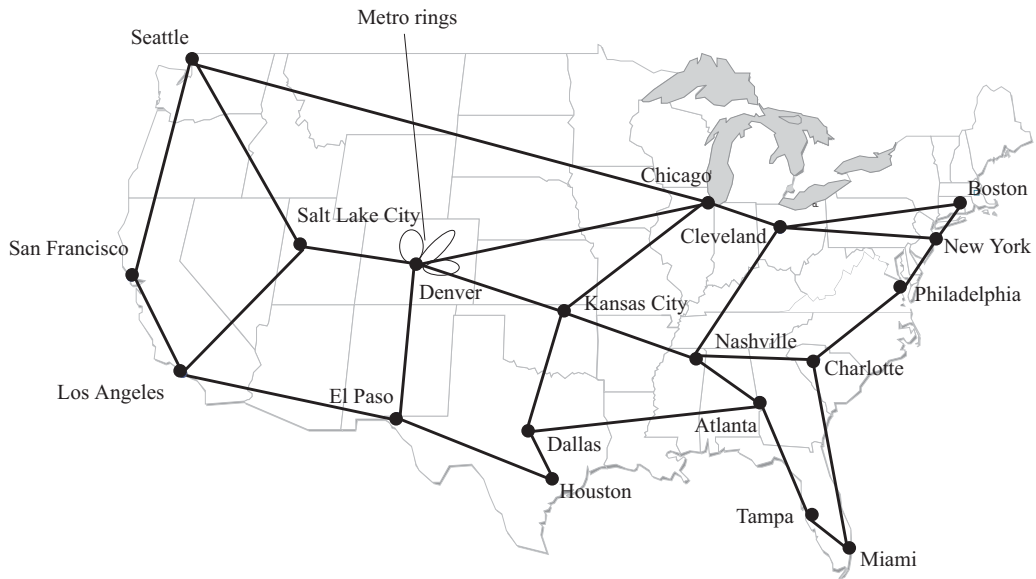 Metro rings
Seattle
Chicago
Boston
Salt Lake City
Cleveland
New York
San Francisco
Denver
Philadelphia
Kansas City
Nashville
Charlotte
Los Angeles
El Paso
Atlanta
Dallas
Houston
Tampa
Miami